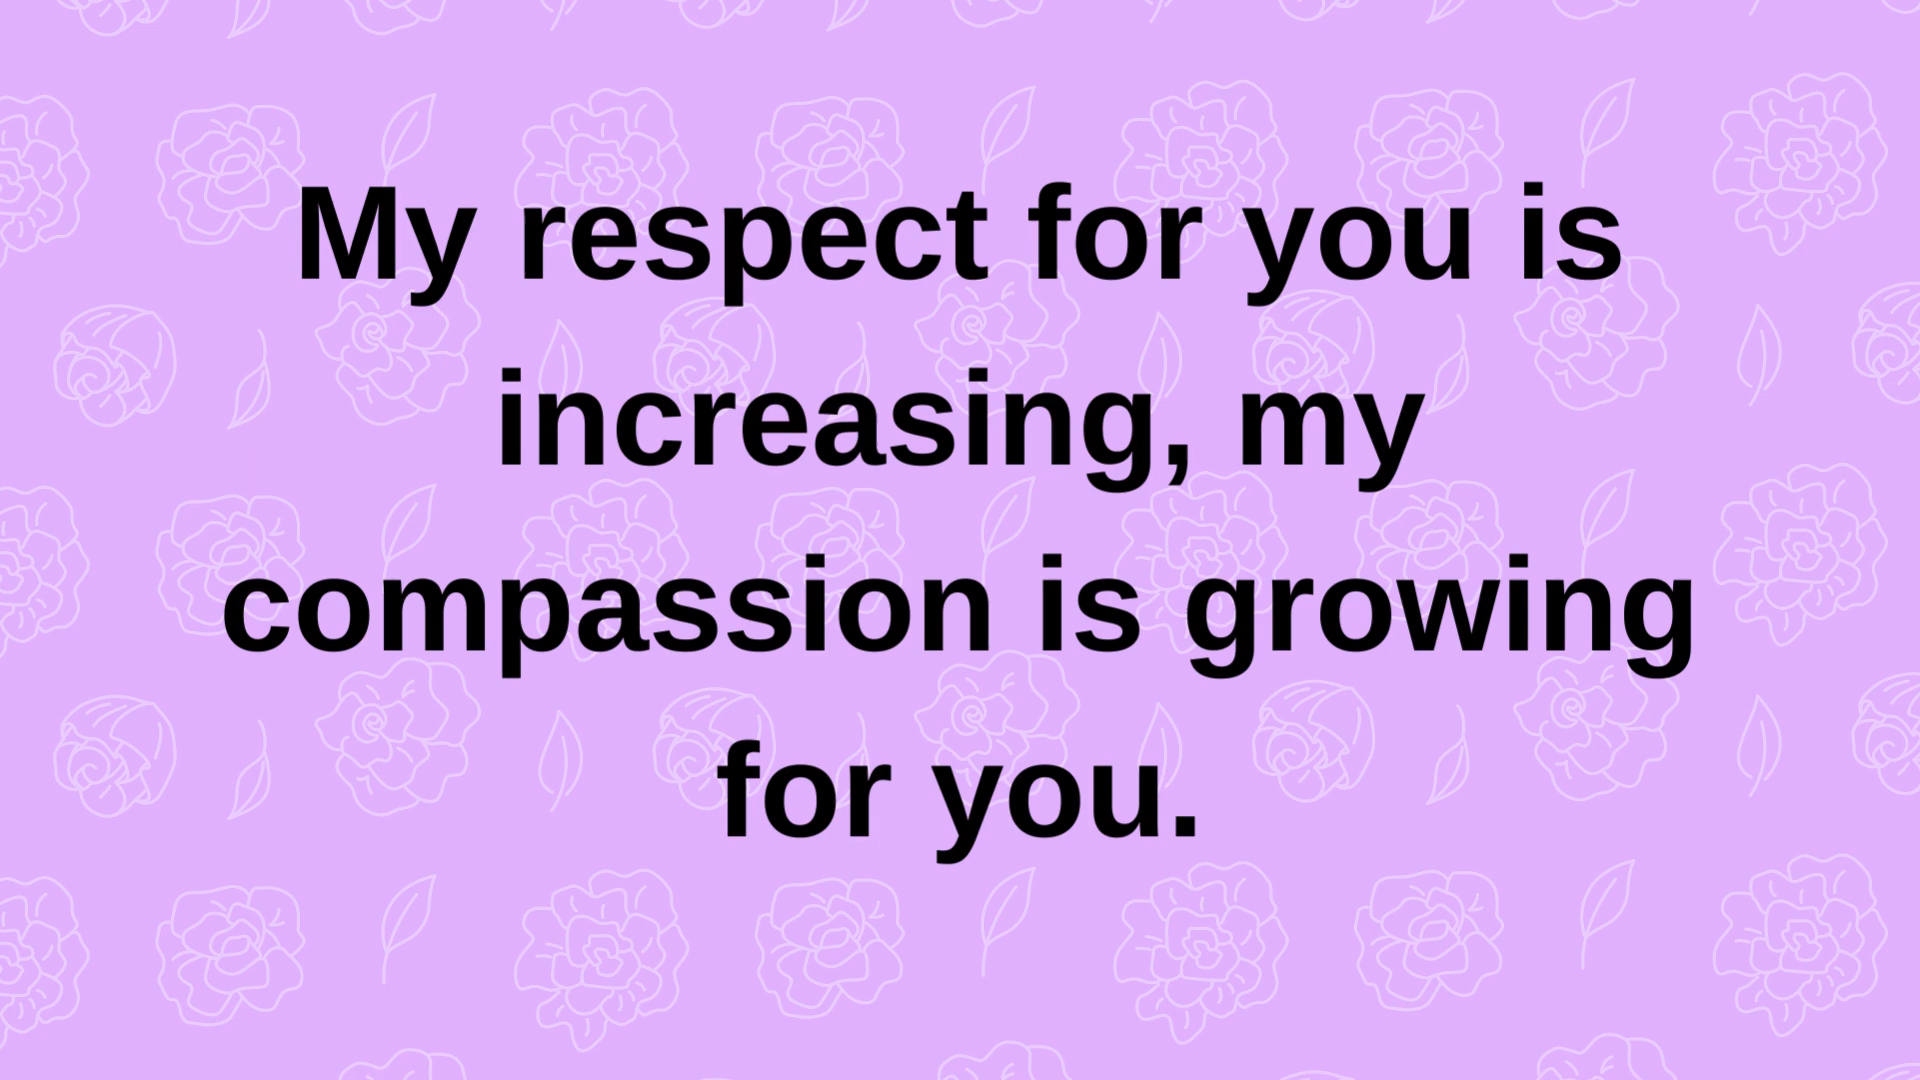 My respect for you is
increasing, my
compassion is growing
for you.